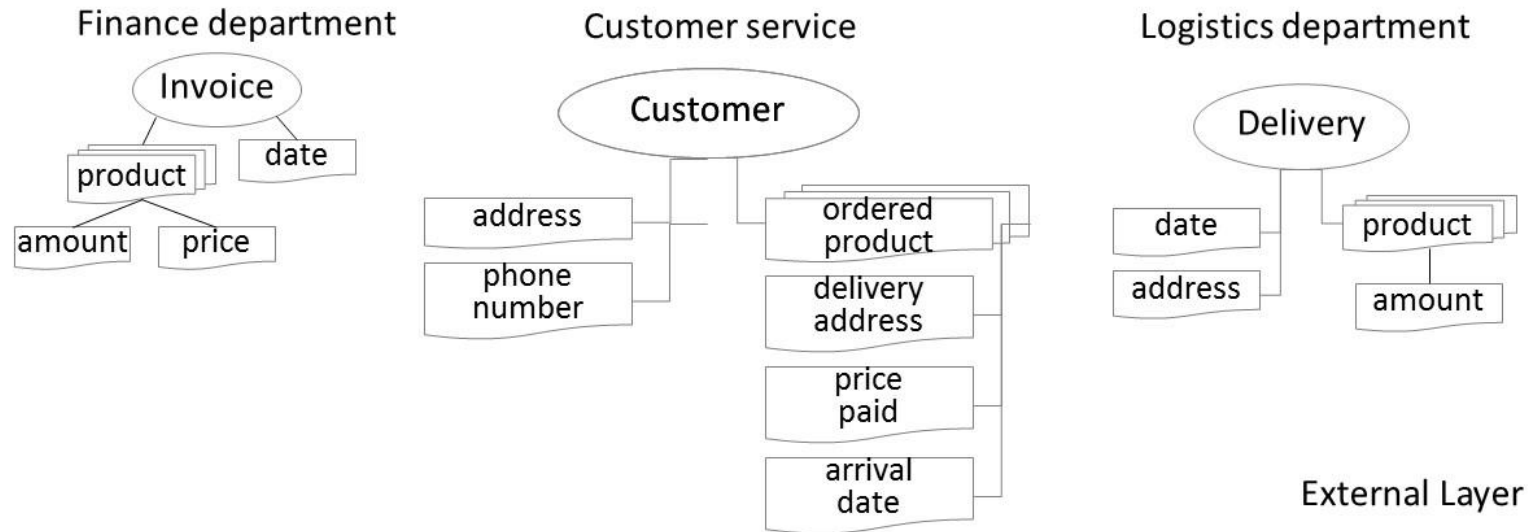 Finance department
Invoice
product
date
amount
price
Customer service
Customer
address
phone
number
ordered
product
delivery
address
price
paid
arrival
date
Logistics department
Delivery
date
address
product
amount
External Layer